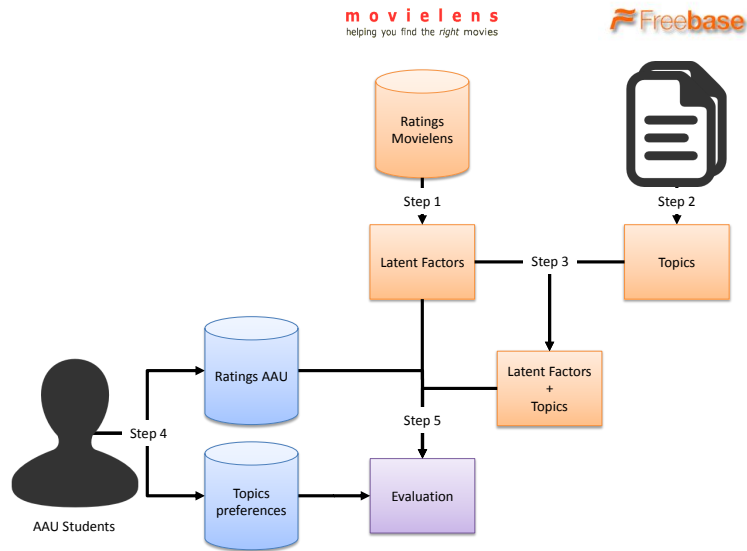 movielens
helping you find the right movies
Freebase
Ratings
Movielens
Step 1
Step 2
Latent Factors
Step 3
Topics
Ratings AAU
Latent Factors
+
Topics
Step 4
Step 5
Topics
preferences
Evaluation
AAU Students